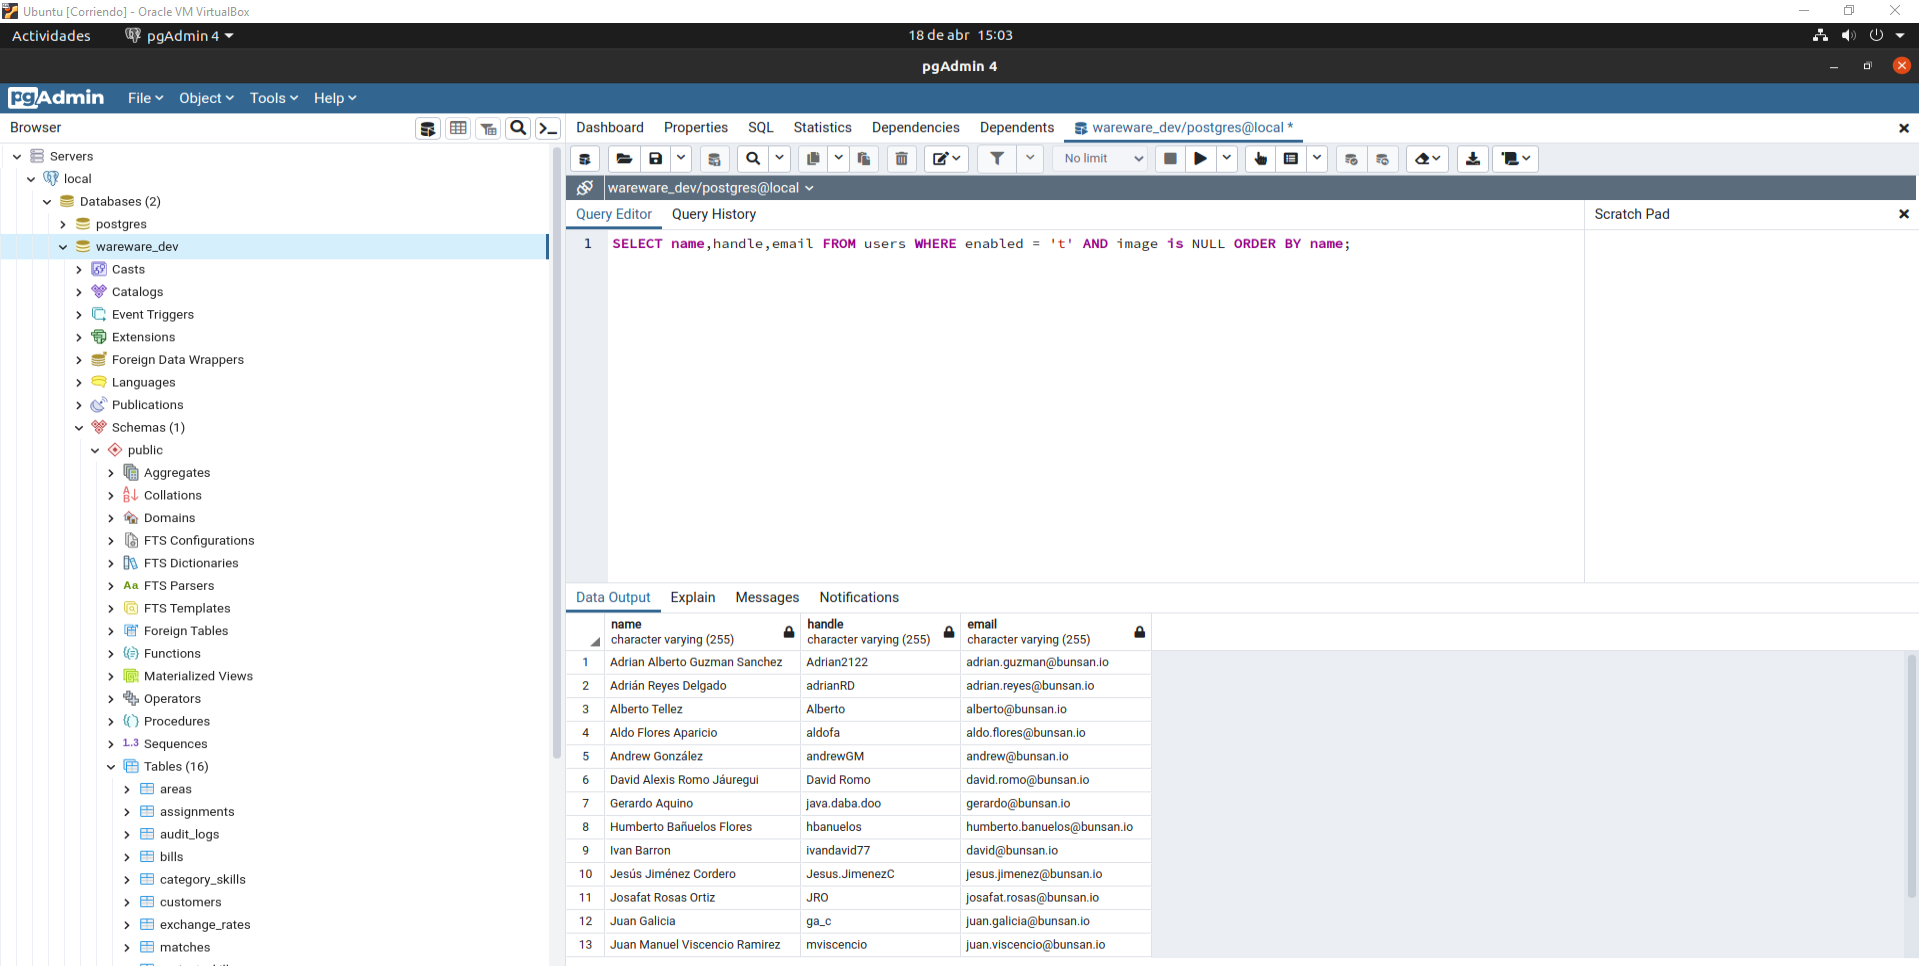 Ubuntu [Corriendo] - Oracle VM VirtualBox
Actividades pgAdmin 4 18 de abr 15:03
pgAdmin 4
pgAdmin File Object Tools Help
Browser
Dashboard Properties SQL Statistics Dependencies Dependents wareware_dev/postgres@local *
No limit
wareware_dev/postgres@local
Query Editor Query History
Scratch Pad
1 SELECT name,handle,email FROM users WHERE enabled = 't' AND image is NULL ORDER BY name;
Servers
local
Databases (2)
postgres
wareware_dev
Casts
Catalogs
Event Triggers
Extensions
Foreign Data Wrappers
Languages
Publications
Schemas (1)
public
Aggregates
Collations
Domains
FTS Configurations
FTS Dictionaries
Aa FTS Parsers
FTS Templates
Foreign Tables
Functions
Materialized Views
Operators
Procedures
1..3 Sequences
Tables (16)
areas
assignments
audit_logs
bills
category_skills
customers
exchange_rates
matches
Data Output Explain Messages Notifications
name handle email
character varying (255) character varying (255) character varying (255)
1 Adrian Alberto Guzman Sanchez Adrian2122 adrian.guzman@bunsan.io
2 Adrián Reyes Delgado adrianRD adrian.reyes@bunsan.io
3 Alberto Tellez Alberto alberto@bunsan.io
4 Aldo Flores Aparicio aldofa aldo.flores@bunsan.io
5 Andrew González andrewGM andrew@bunsan.io
6 David Alexis Romo Jáuregui David Romo david.romo@bunsan.io
7 Gerardo Aquino java.daba.doo gerardo@bunsan.io
8 Humberto Bañuelos Flores hbanuelos humberto.banuelos@bunsan.io
9 Ivan Barron ivandavid77 david@bunsan.io
10 Jesús Jiménez Cordero Jesus.JimenezC jesus.jimenez@bunsan.io
11 Josafat Rosas Ortiz JRO josafat.rosas@bunsan.io
12 Juan Galicia ga_c juan.galicia@bunsan.io
13 Juan Manuel Viscencio Ramirez mviscencio juan.viscencio@bunsan.io